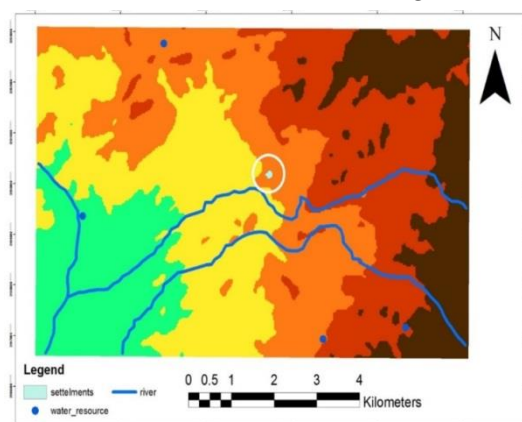 N
Legend
settelments
river
water_resource
0 0.5 1 2 3 4
Kilometers